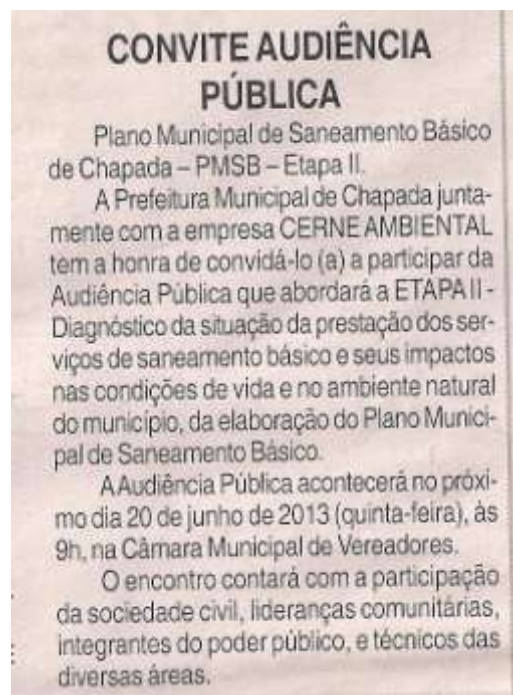 CONVITE AUDIÊNCIA
PÚBLICA
Plano Municipal de Saneamento Básico
de Chapada – PMSB – Etapa II.
A Prefeitura Municipal de Chapada junta-
mente com a empresa CERNE AMBIENTAL
tem a honra de convidá-lo (a) a participar da
Audiência Pública que abordará a ETAPA II -
Diagnóstico da situação da prestação dos ser-
viços de saneamento básico e seus impactos
nas condições de vida e no ambiente natural
do município, da elaboração do Plano Munici-
pal de Saneamento Básico.
A Audiência Pública acontecerá no próxi-
mo dia 20 de junho de 2013 (quinta-feira), às
9h, na Câmara Municipal de Vereadores.
O encontro contará com a participação
da sociedade civil, lideranças comunitárias,
integrantes do poder público, e técnicos das
diversas áreas.